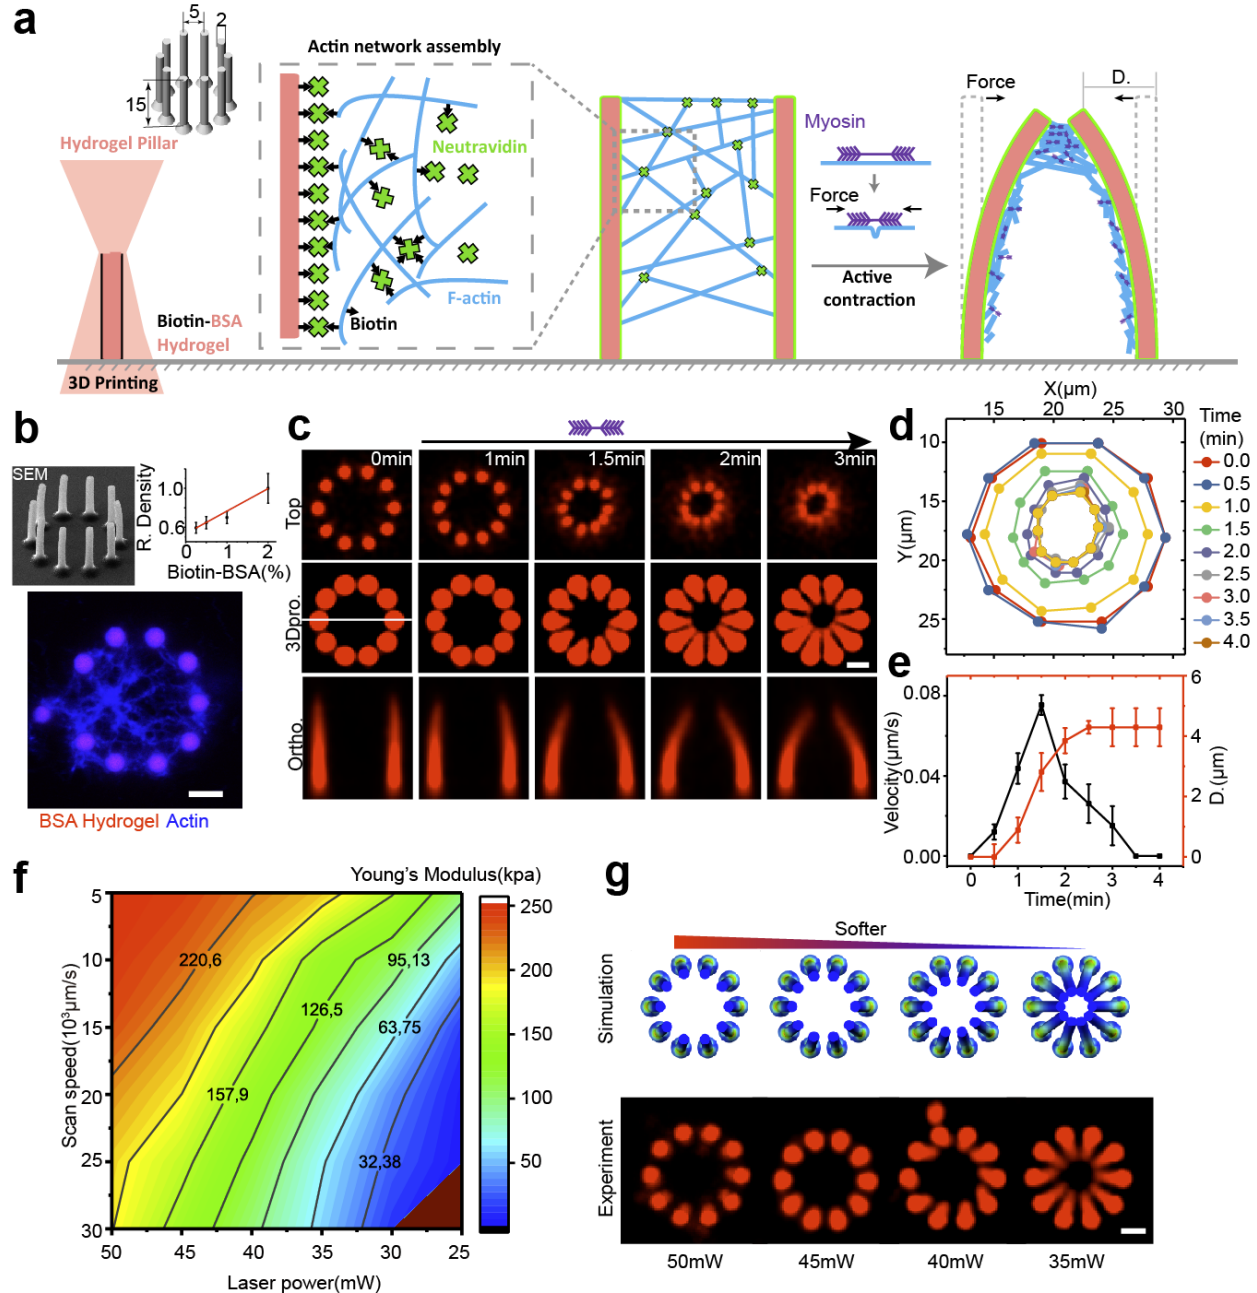 a
5
2
15
Hydrogel Pillar
Biotin-BSA
Hydrogel
3D Printing
Actin network assembly
Neutravidin
F-actin
Biotin
Myosin
Force
Active
contraction
Force
D.
b
SEM
R. Density
1.0
0.6
0
1
2
Biotin-BSA(%)
BSA Hydrogel Actin
c
0min
1min
1.5min
2min
3min
Top
3Dpro.
Ortho.
d
X(μm)
15
20
25
30
Y(μm)
10
15
20
25
Time
(min)
0.0
0.5
1.0
1.5
2.0
2.5
3.0
3.5
4.0
e
Velocity(μm/s)
0.08
0.04
0.00
6
4
2
0
D.(μm)
0
1
2
3
4
Time(min)
f
Young's Modulus(kpa)
Scan speed(10³μm/s)
5
10
15
20
25
30
220,6
95,13
126,5
63,75
157,9
32,38
250
200
150
100
50
50
45
40
35
30
25
Laser power(mW)
g
Softer
Simulation
Experiment
50mW
45mW
40mW
35mW